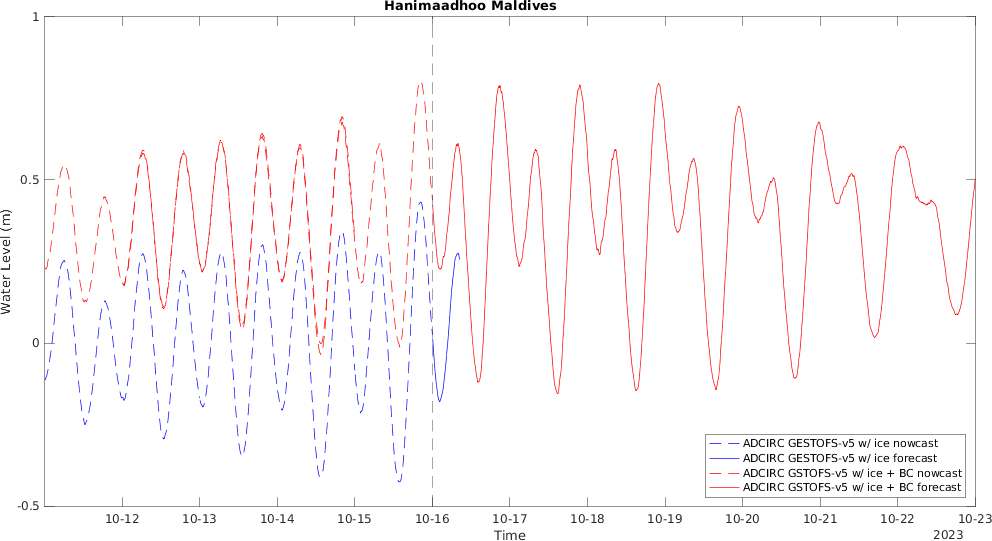 Hanimaadhoo Maldives
1
0.5
0
-0.5
Water Level (m)
10-12
10-13
10-14
10-15
10-16
10-17
10-18
10-19
10-20
10-21
10-22
10-23
Time
2023
ADCIRC GESTOFS-v5 w/ ice nowcast
ADCIRC GESTOFS-v5 w/ ice forecast
ADCIRC GSTOFS-v5 w/ ice + BC nowcast
ADCIRC GSTOFS-v5 w/ ice + BC forecast